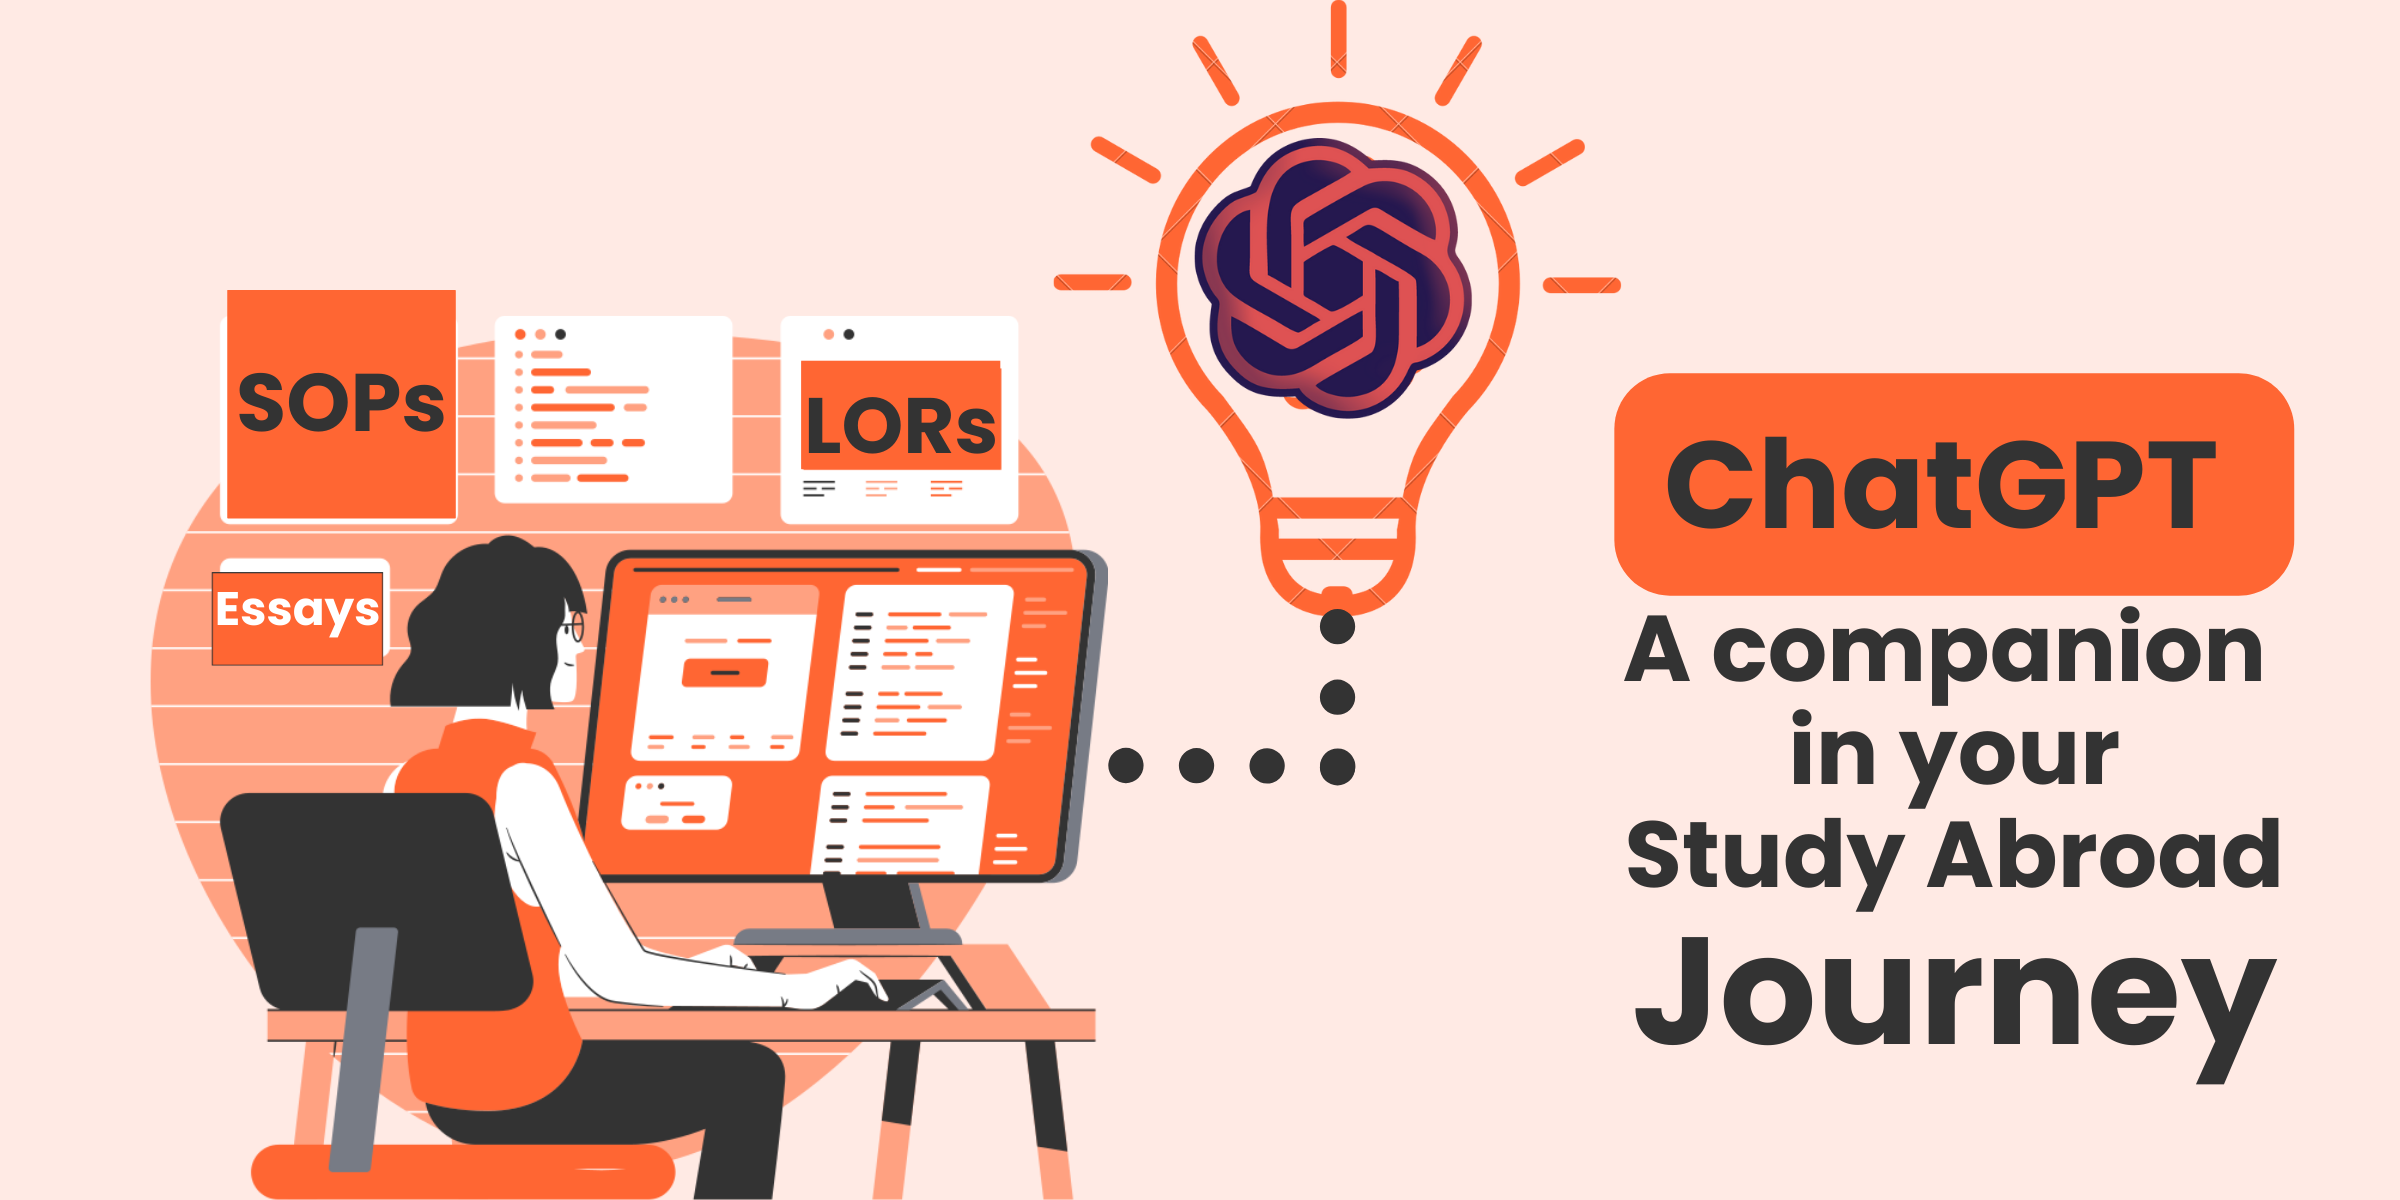 SOPs
LORs
Essays
ChatGPT
A companion
in your
Study Abroad
Journey